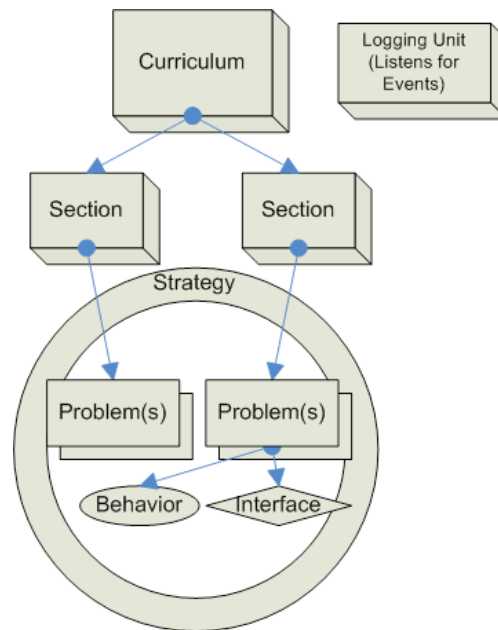 Curriculum
Logging Unit
(Listens for
Events)
Section
Section
Strategy
Problem(s)
Problem(s)
Behavior
Interface